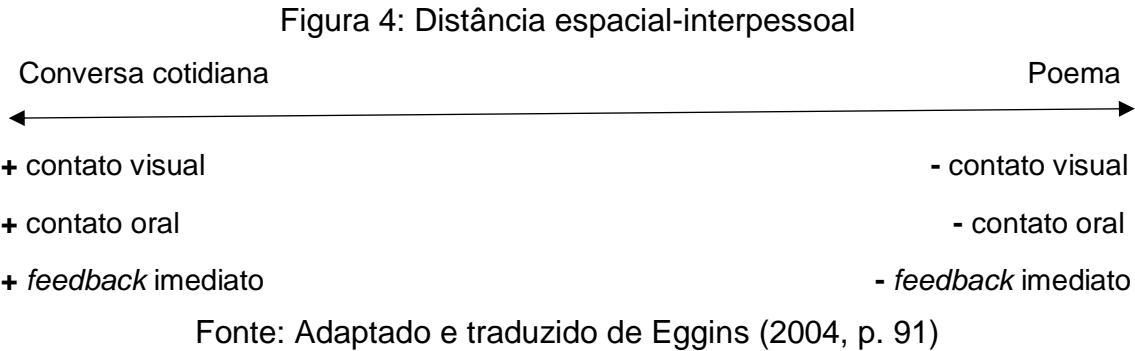 Figura 4: Distância espacial-interpessoal
Conversa cotidiana Poema
+ contato visual - contato visual
+ contato oral - contato oral
+ feedback imediato - feedback imediato
Fonte: Adaptado e traduzido de Eggins (2004, p. 91)